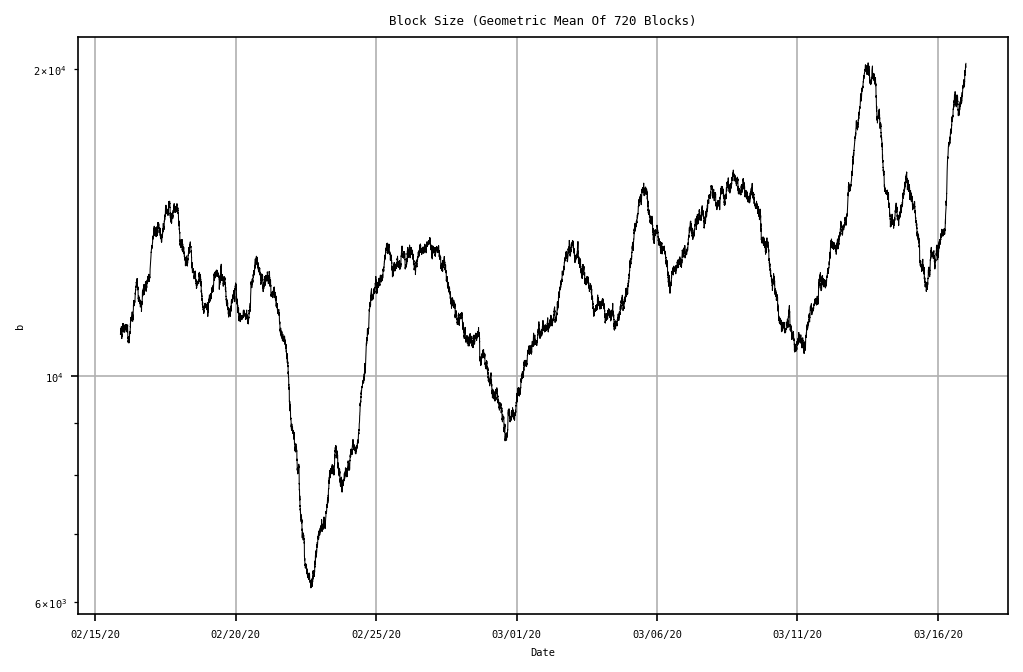 Block Size (Geometric Mean Of 720 Blocks)
2×10⁴
b
10⁴
6×10³
02/15/20 02/20/20 02/25/20 03/01/20 03/06/20 03/11/20 03/16/20
Date